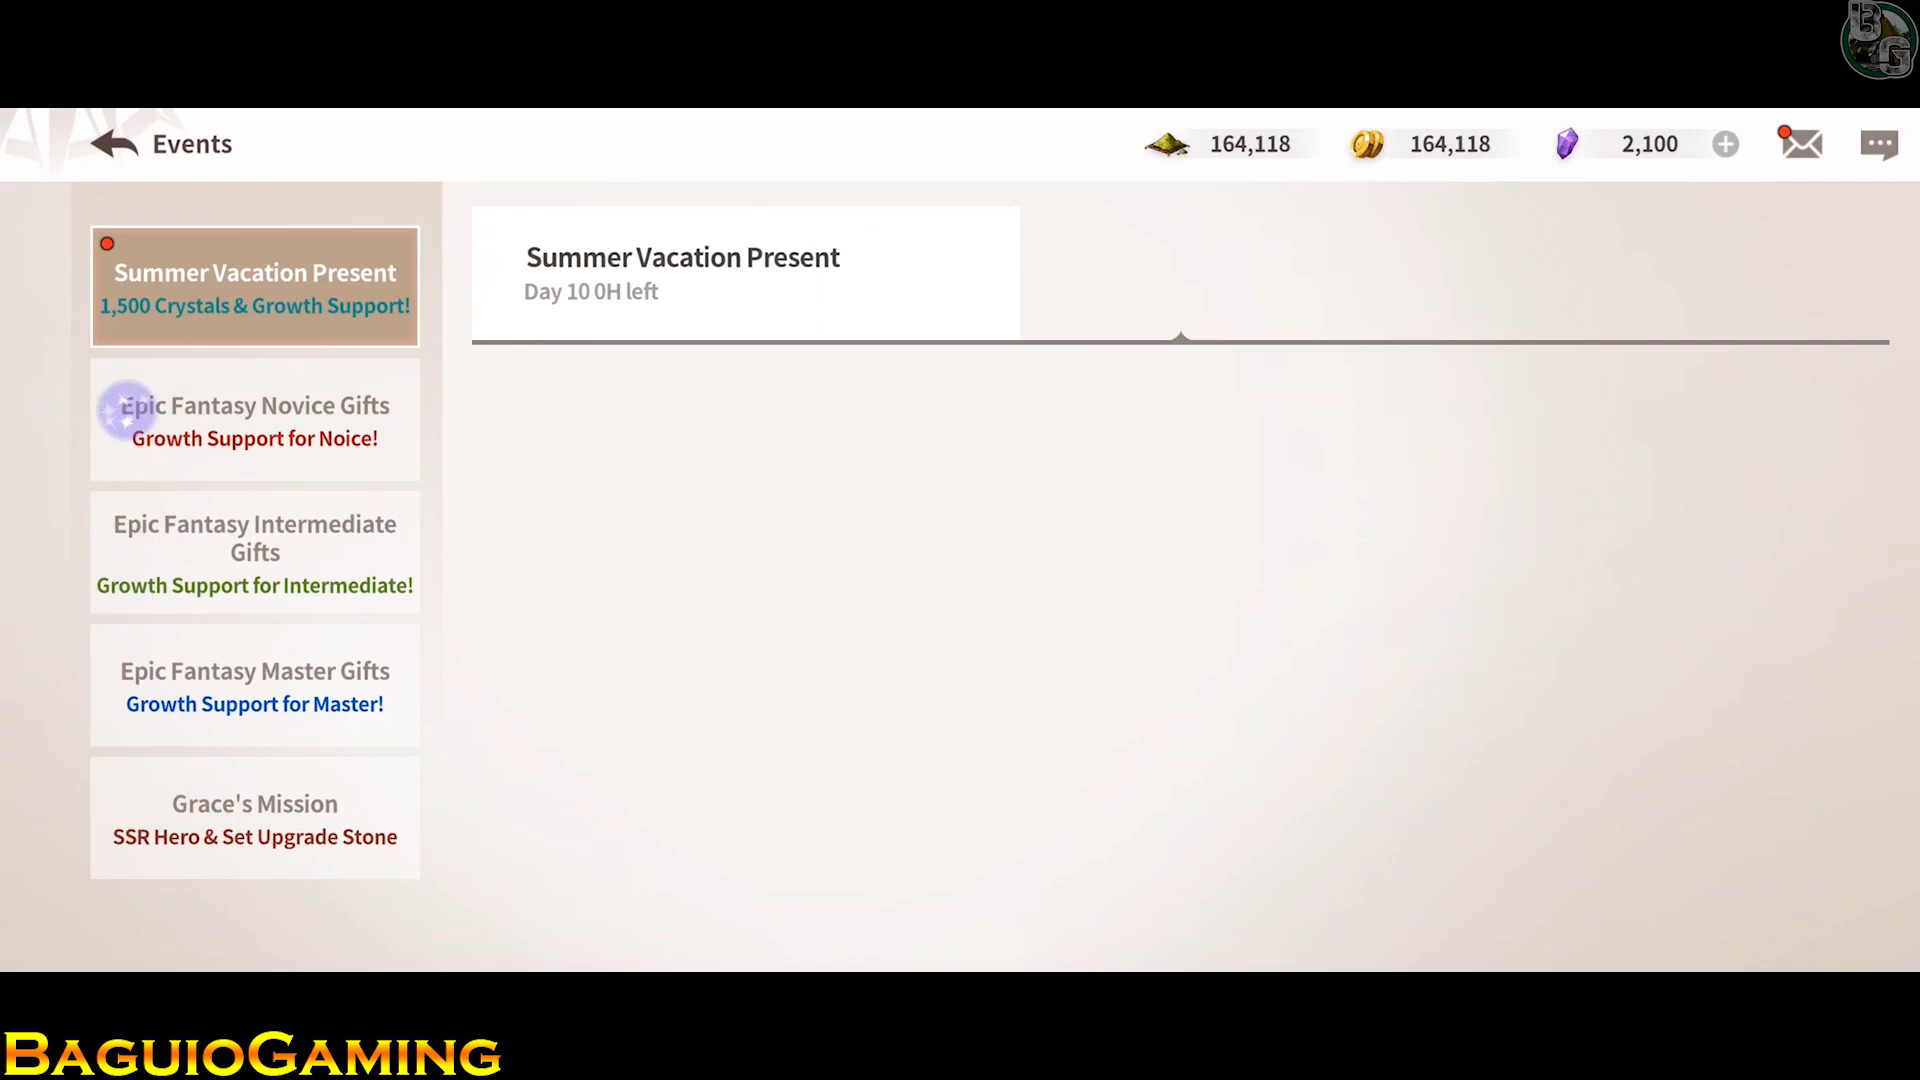 BG
Events
164,118
164,118
2,100
Summer Vacation Present
1,500 Crystals & Growth Support!
Summer Vacation Present
Day 10 0H left
Epic Fantasy Novice Gifts
Growth Support for Noice!
Epic Fantasy Intermediate
Gifts
Growth Support for Intermediate!
Epic Fantasy Master Gifts
Growth Support for Master!
Grace's Mission
SSR Hero & Set Upgrade Stone
BaguioGaming